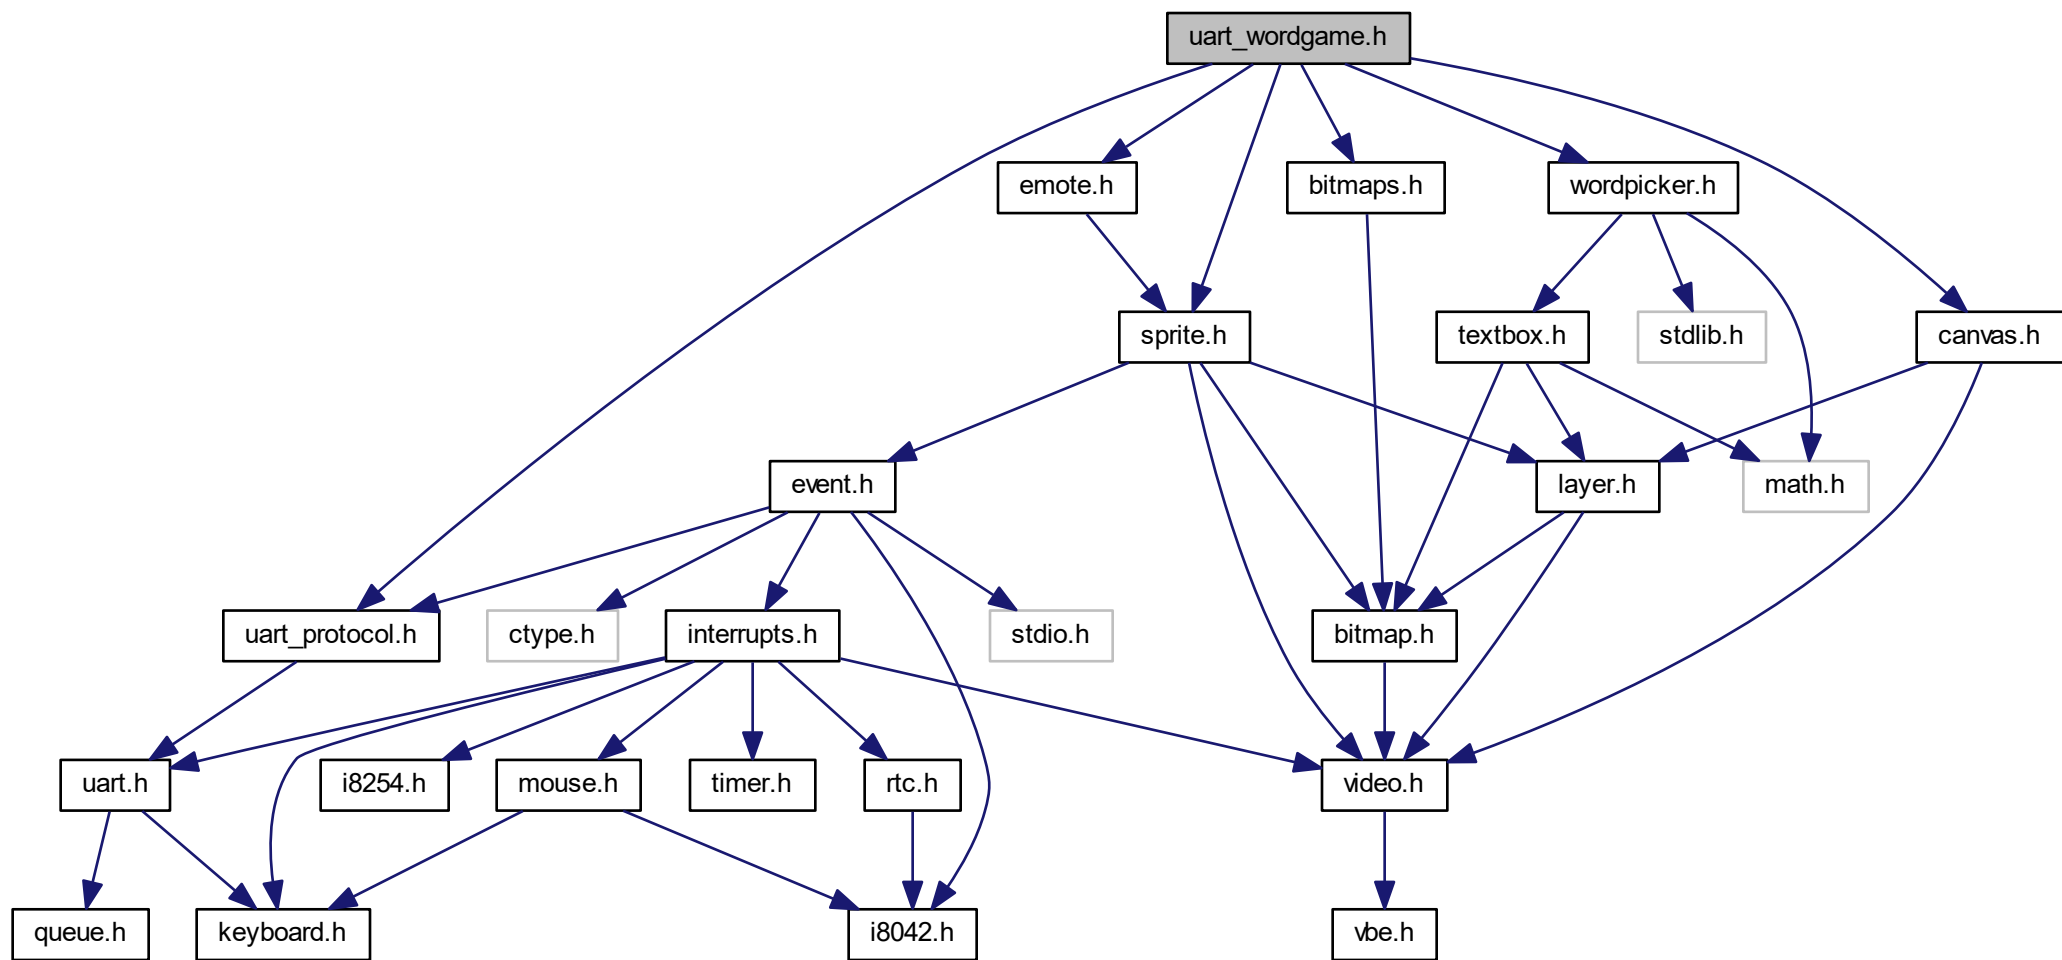 uart_wordgame.h
emote.h
bitmaps.h
wordpicker.h
sprite.h
textbox.h
stdlib.h
canvas.h
event.h
layer.h
math.h
uart_protocol.h
ctype.h
interrupts.h
stdio.h
bitmap.h
uart.h
i8254.h
mouse.h
timer.h
rtc.h
video.h
queue.h
keyboard.h
i8042.h
vbe.h